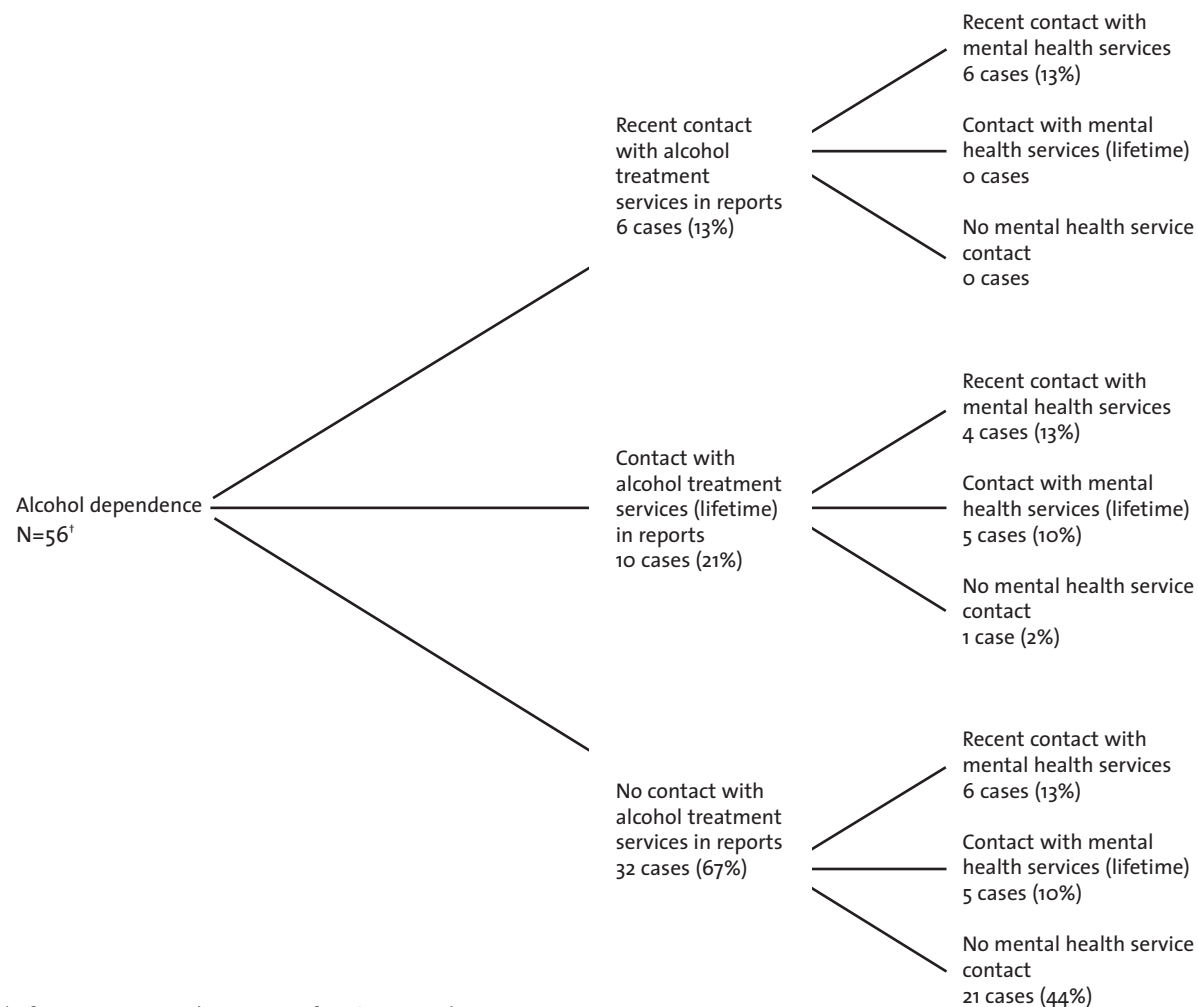 Recent contact with
mental health services
6 cases (13%)
Recent contact
with alcohol
treatment
services in reports
6 cases (13%)
Contact with mental
health services (lifetime)
0 cases
No mental health service
contact
0 cases
Alcohol dependence
N=56†
Contact with
alcohol treatment
services (lifetime)
in reports
10 cases (21%)
Recent contact with
mental health services
4 cases (13%)
Contact with mental
health services (lifetime)
5 cases (10%)
No mental health service
contact
1 case (2%)
No contact with
alcohol treatment
services in reports
32 cases (67%)
Recent contact with
mental health services
6 cases (13%)
Contact with mental
health services (lifetime)
5 cases (10%)
No mental health service
contact
21 cases (44%)